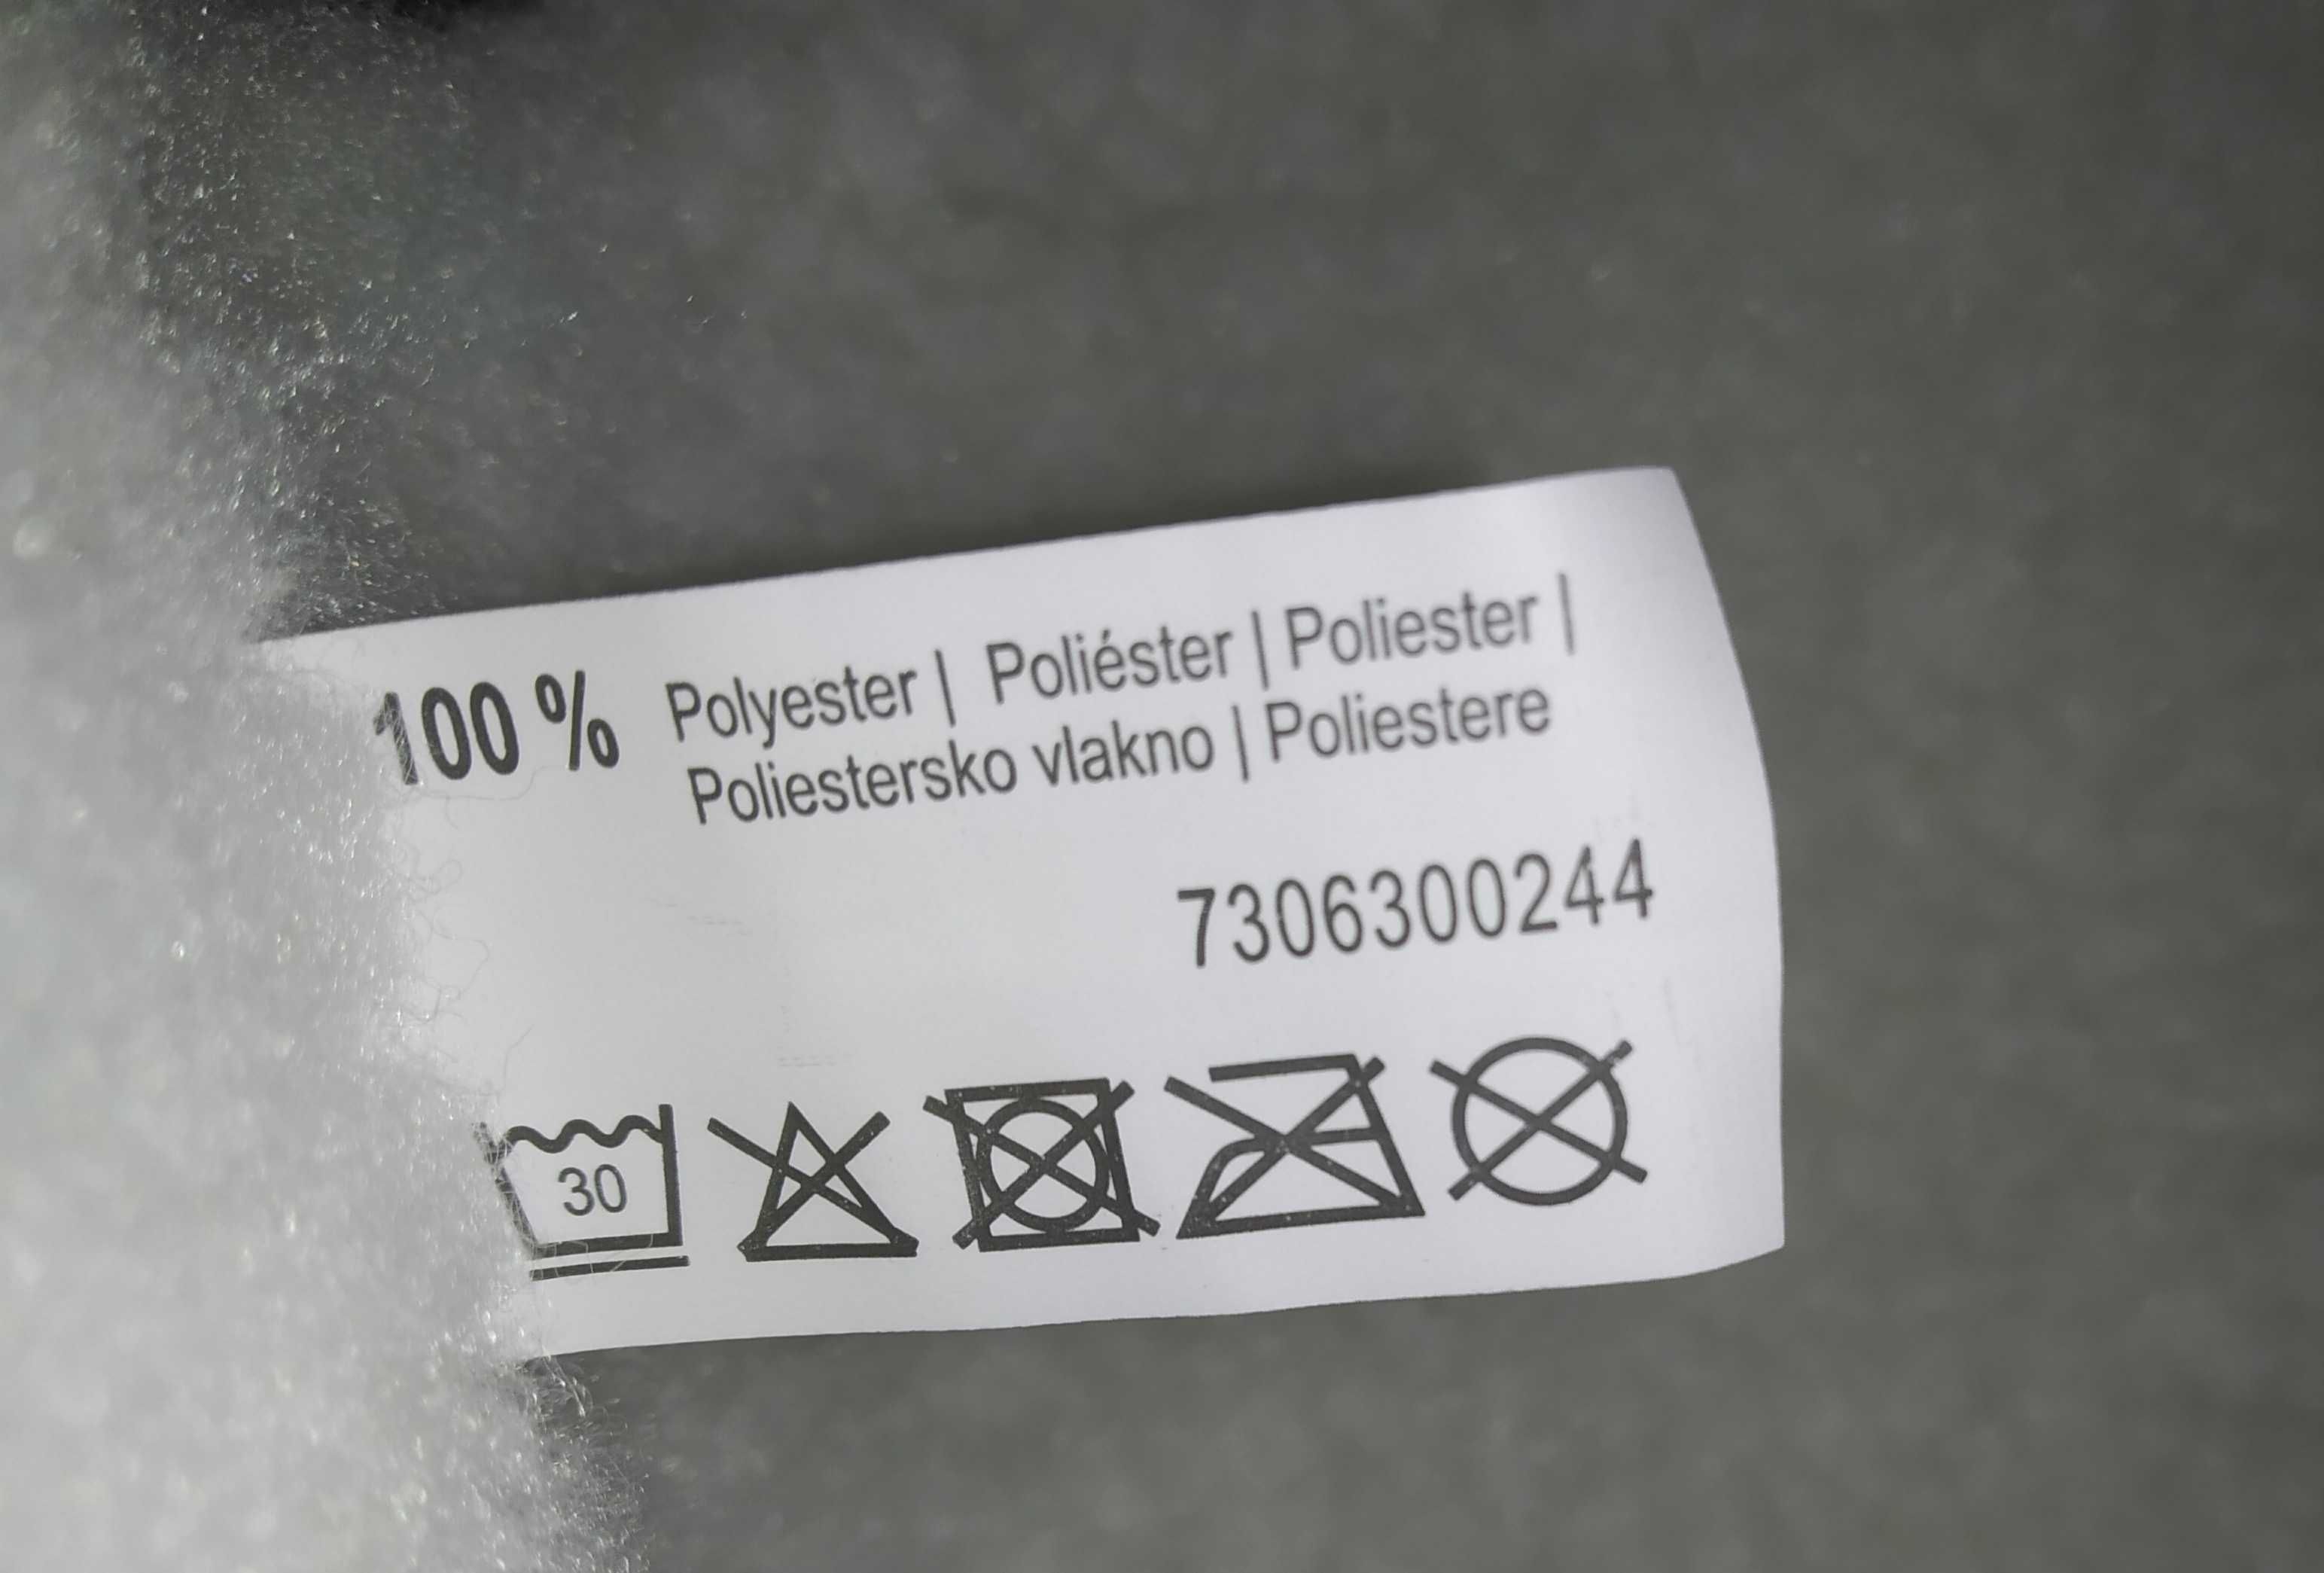 100 % Polyester | Poliéster | Poliester |
Poliestersko vlakno | Poliestere
7306300244
30